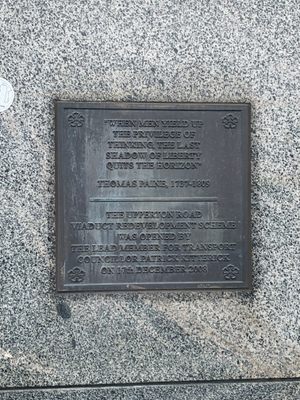 "WHEN MEN YIELD UP
THE PRIVILEGE OF
THINKING, THE LAST
SHADOW OF LIBERTY
QUITS THE HORIZON"
THOMAS PAINE, 1737-1809
THE UPPERTON ROAD
VIADUCT REDEVELOPMENT SCHEME
WAS OPENED BY
THE LEAD MEMBER FOR TRANSPORT
COUNCILLOR PATRICK KITTERICK
ON 17th DECEMBER 2008